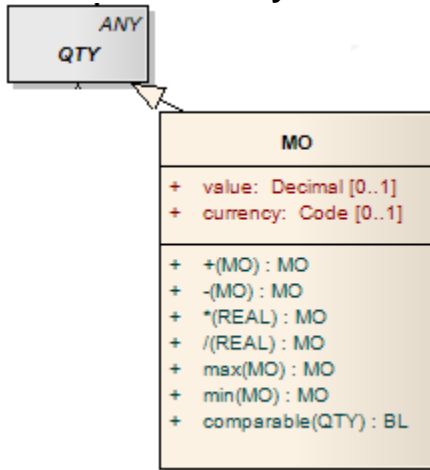 ANY
QTY
MO
+ value: Decimal [0..1]
+ currency: Code [0..1]
+ +(MO) : MO
+ -(MO) : MO
+ *(REAL) : MO
+ /(REAL) : MO
+ max(MO) : MO
+ min(MO) : MO
+ comparable(QTY) : BL